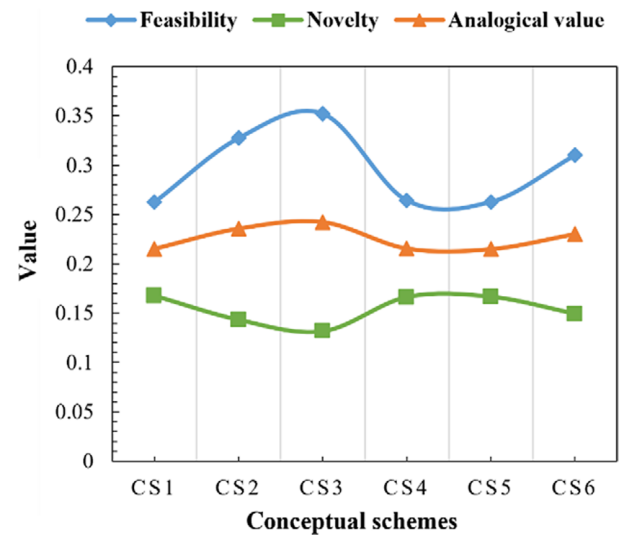 Feasibility Novelty Analogical value
0.4
0.35
0.3
0.25
0.2
0.15
0.1
0.05
0
Value
CS1 CS2 CS3 CS4 CS5 CS6
Conceptual schemes